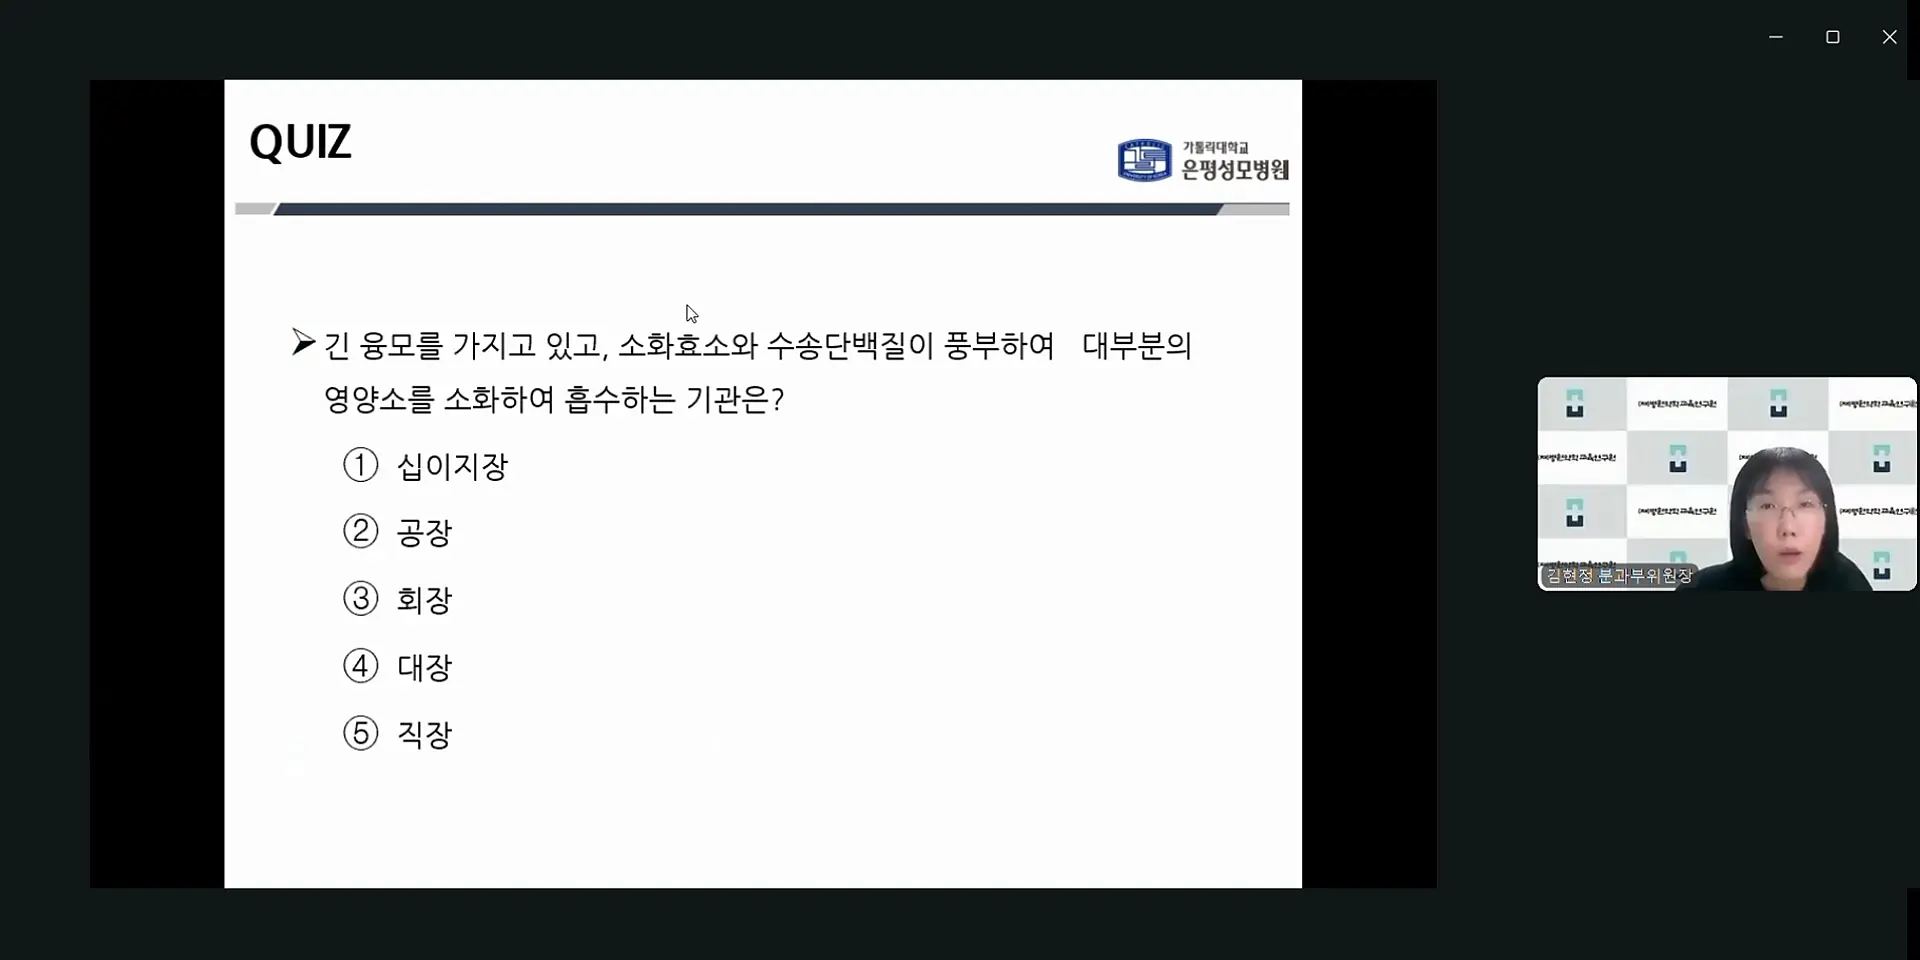 QUIZ
가톨릭대학교
은평성모병원
➤ 긴 융모를 가지고 있고, 소화효소와 수송단백질이 풍부하여 대부분의
영양소를 소화하여 흡수하는 기관은?
① 십이지장
② 공장
③ 회장
④ 대장
⑤ 직장
김현정 분과부위원장